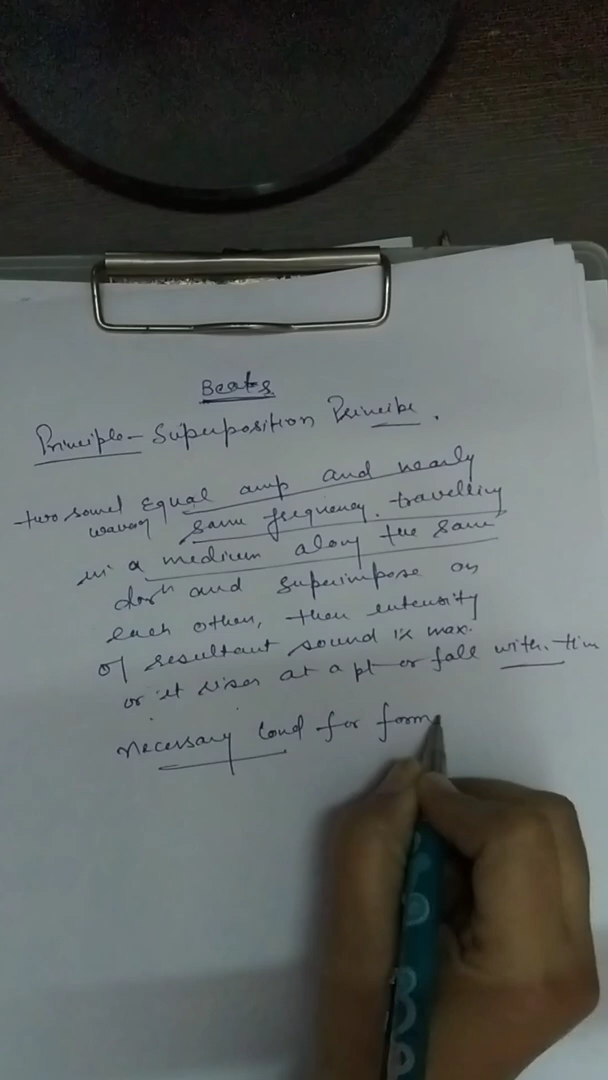 Beats
Principle - Superposition Principe.
two sound Equal amp and nearly
waves same frequency. travelling
in a medium along the same
dirn and superimpose on
each other, then intensity
of resultant sound is max.
or it rises at a pt or fall with tim
necessary cond for form